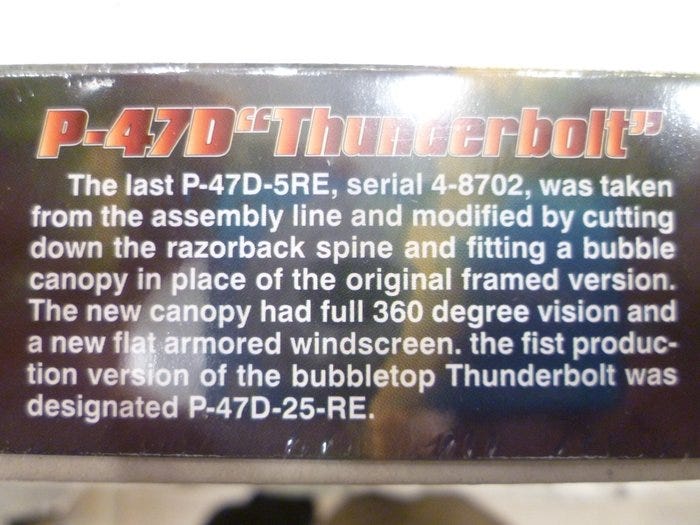 P-47D“Thunderbolt”
The last P-47D-5RE, serial 4-8702, was taken
from the assembly line and modified by cutting
down the razorback spine and fitting a bubble
canopy in place of the original framed version.
The new canopy had full 360 degree vision and
a new flat armored windscreen. the fist produc-
tion version of the bubbletop Thunderbolt was
designated P-47D-25-RE.